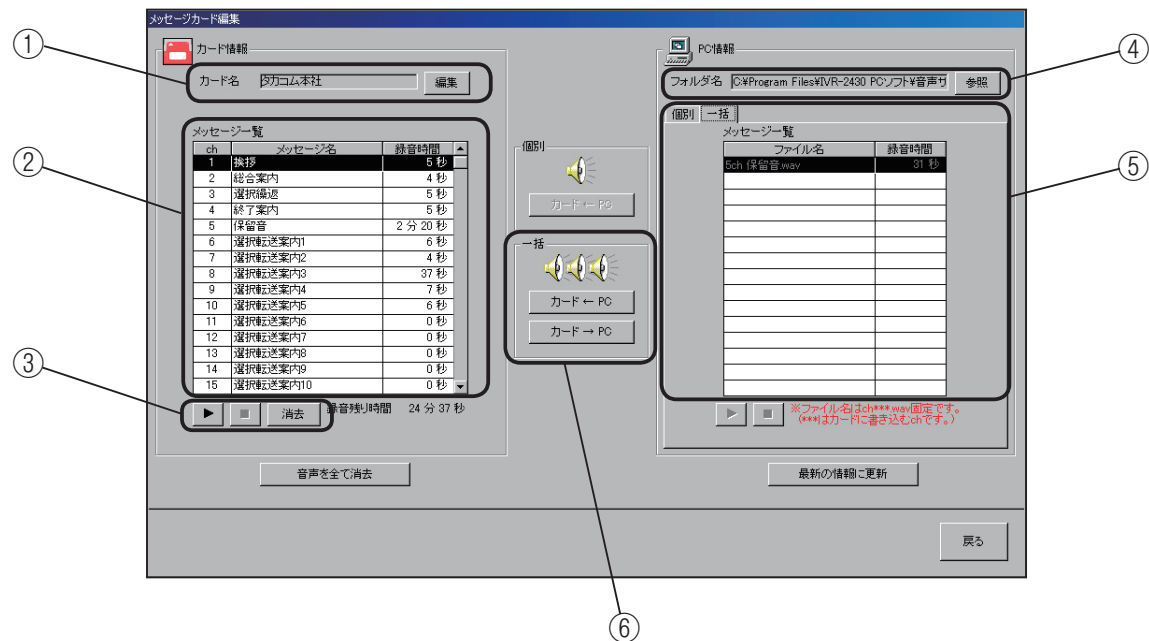 メッセージカード編集
①
カード情報
カード名 タカコム本社 編集
②
メッセージ一覧
ch メッセージ名 録音時間
1 挨拶 5 秒
2 総合案内 4 秒
3 選択繰返 5 秒
4 終了案内 5 秒
5 保留音 2 分 20 秒
6 選択転送案内1 6 秒
7 選択転送案内2 4 秒
8 選択転送案内3 37 秒
9 選択転送案内4 7 秒
10 選択転送案内5 6 秒
11 選択転送案内6 0 秒
12 選択転送案内7 0 秒
13 選択転送案内8 0 秒
14 選択転送案内9 0 秒
15 選択転送案内10 0 秒
③
消去 録音残り時間 24 分 37 秒
音声を全て消去
個別
カード ← PC
一括
カード ← PC
カード → PC
⑥
PC情報
④
フォルダ名 C:¥Program Files¥IVR-2430 PCソフト¥音声サ 参照
個別 一括
⑤
メッセージ一覧
ファイル名 録音時間
5ch 保留音.wav 31 秒
※ファイル名はch***.wav固定です。
(***はカードに書き込むchです。)
最新の情報に更新
戻る